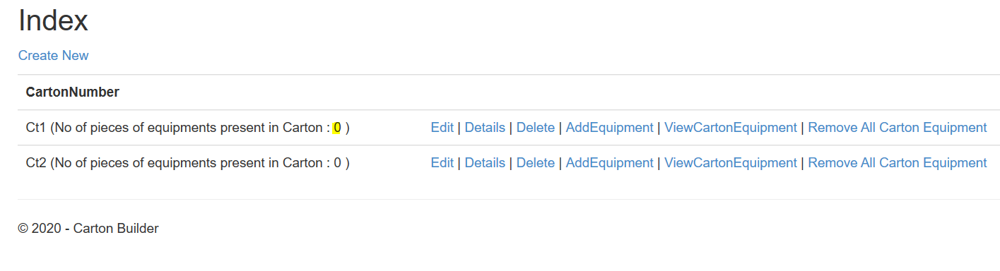 Index
Create New
CartonNumber
Ct1 (No of pieces of equipments present in Carton : 0 ) Edit | Details | Delete | AddEquipment | ViewCartonEquipment | Remove All Carton Equipment
Ct2 (No of pieces of equipments present in Carton : 0 ) Edit | Details | Delete | AddEquipment | ViewCartonEquipment | Remove All Carton Equipment
© 2020 - Carton Builder